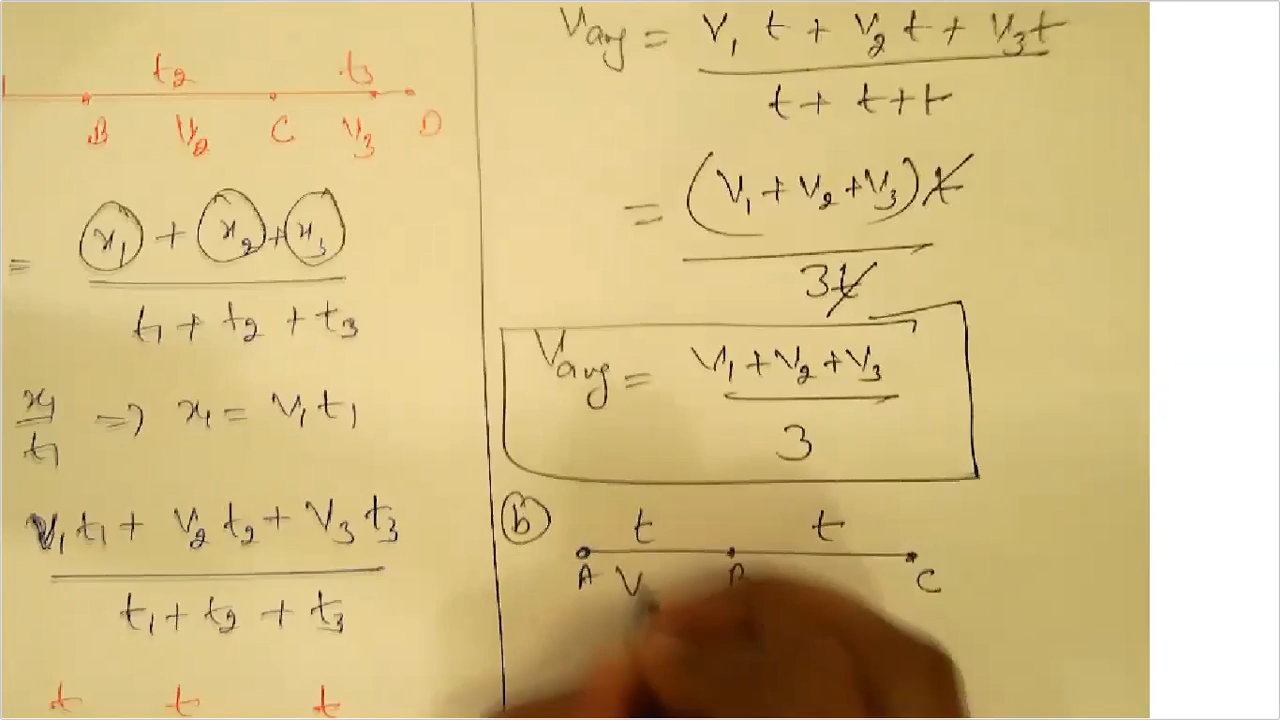 t2 t3
B V2 C V3 D
= x1 + x2 + x3
t1 + t2 + t3
x1
t1
=> x1 = V1 t1
V1 t1 + V2 t2 + V3 t3
t1 + t2 + t3
t t t
Vavg = V1 t + V2 t + V3 t
t + t + t
= (V1 + V2 + V3) t
3t
Vavg = V1 + V2 + V3
3
(b) t t
A V B C